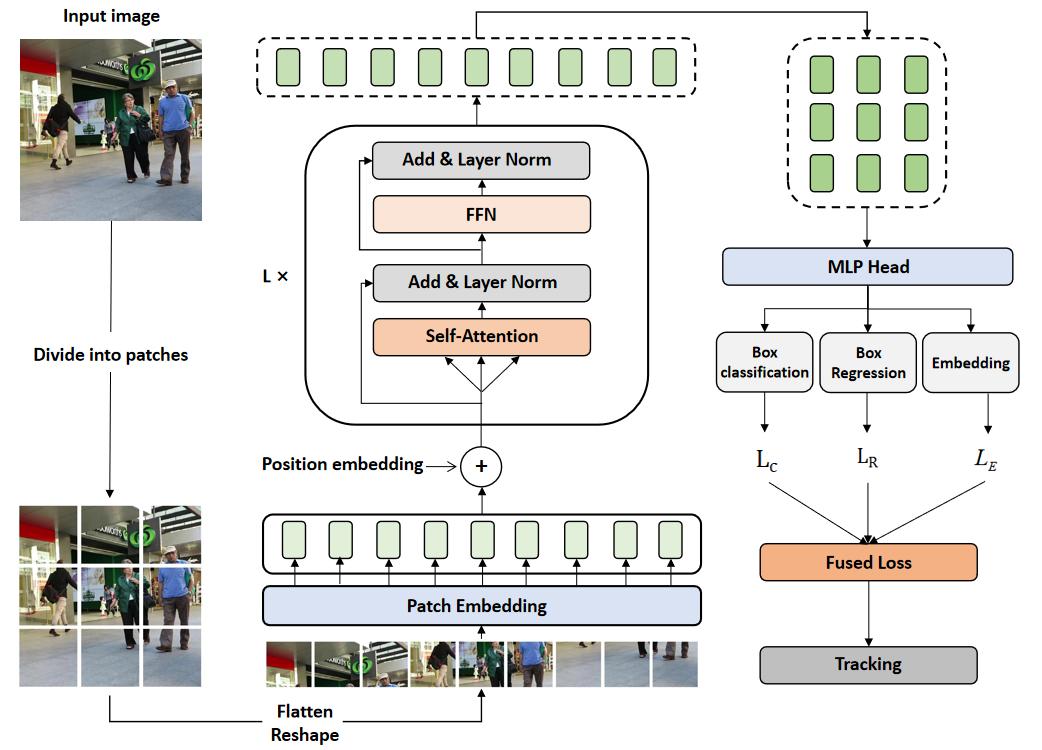 Input image
Divide into patches
Flatten
Reshape
Patch Embedding
Position embedding
+
L ×
Self-Attention
Add & Layer Norm
FFN
Add & Layer Norm
MLP Head
Box
classification
Box
Regression
Embedding
L_C
L_R
L_E
Fused Loss
Tracking